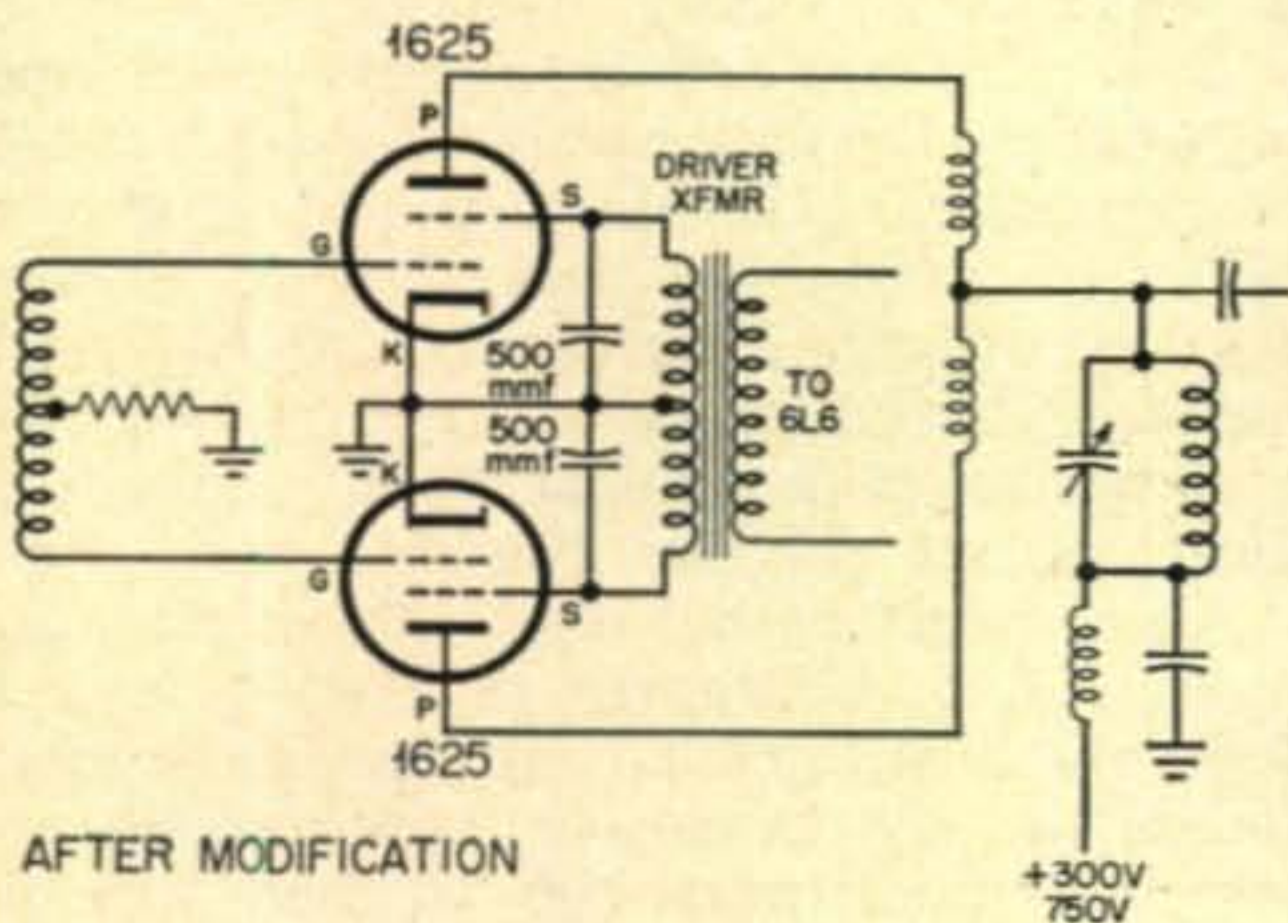 1625
P
DRIVER
XFMR
S
G
K
500
mmf
TO
6L6
500
mmf
K
G
S
P
1625
AFTER MODIFICATION
+300V
750V